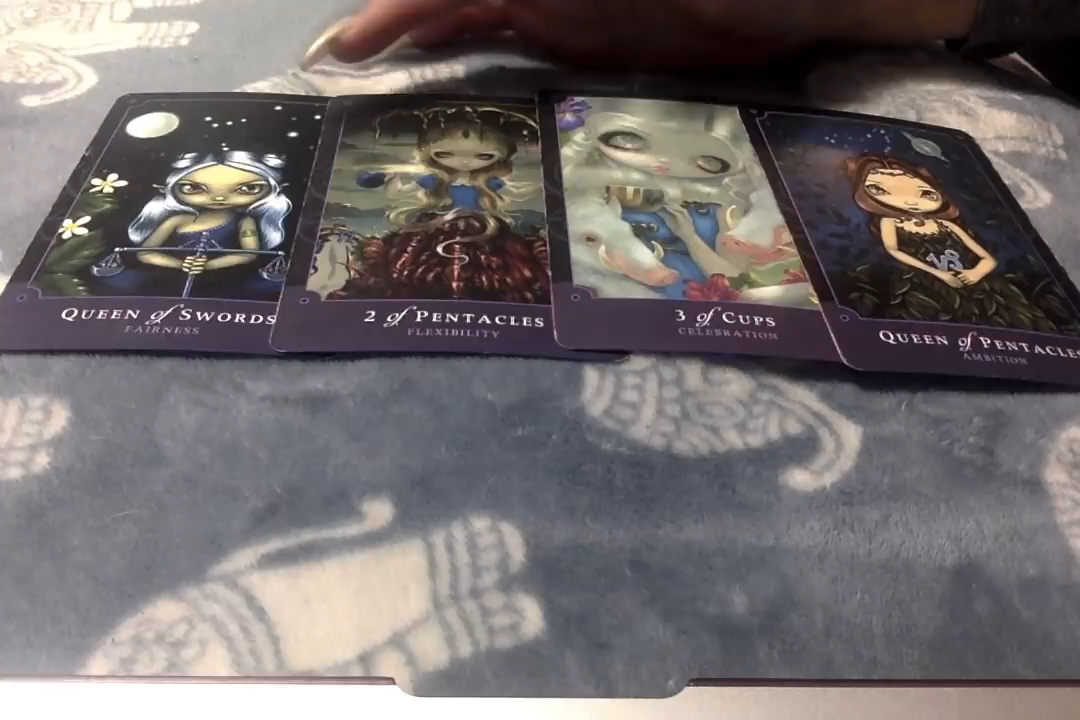 QUEEN of SWORDS
FAIRNESS
2 of PENTACLES
FLEXIBILITY
3 of CUPS
CELEBRATION
QUEEN of PENTACLES
AMBITION